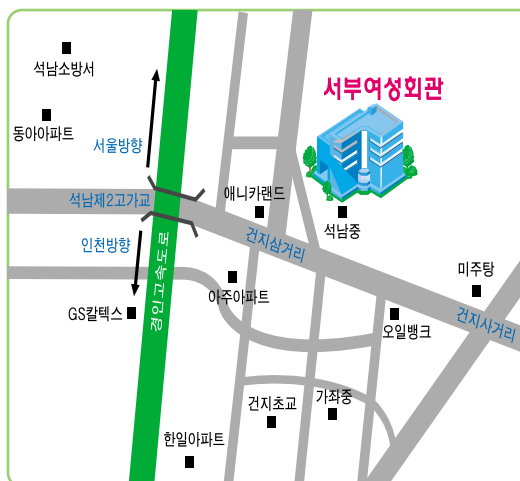 석남소방서
서부여성회관
동아아파트
서울방향
석남제2고가교
애니카랜드
석남중
인천방향
건지삼거리
경인고속도로
아주아파트
미주탕
GS칼텍스
오일뱅크
건지사거리
건지초교
가좌중
한일아파트